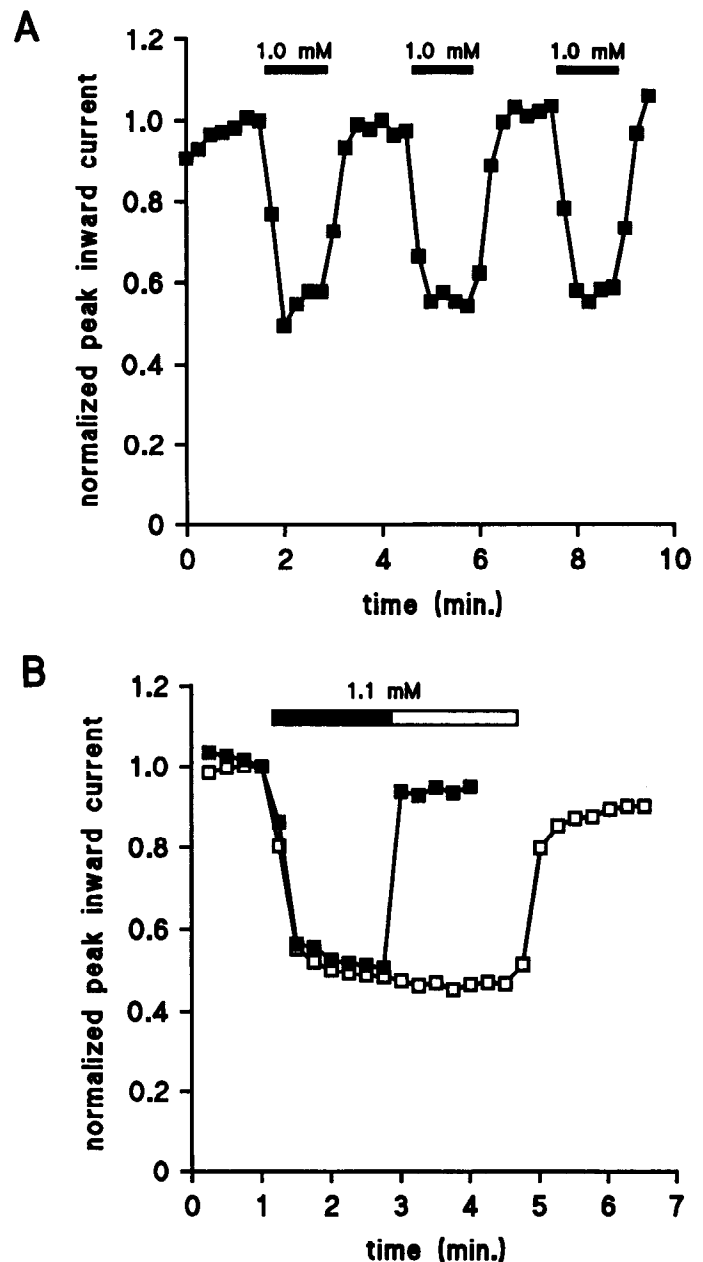 A
1.0 mM 1.0 mM 1.0 mM
normalized peak inward current
1.2
1.0
0.8
0.6
0.4
0.2
0
0 2 4 6 8 10
time (min.)
B
1.1 mM
normalized peak inward current
1.2
1.0
0.8
0.6
0.4
0.2
0
0 1 2 3 4 5 6 7
time (min.)